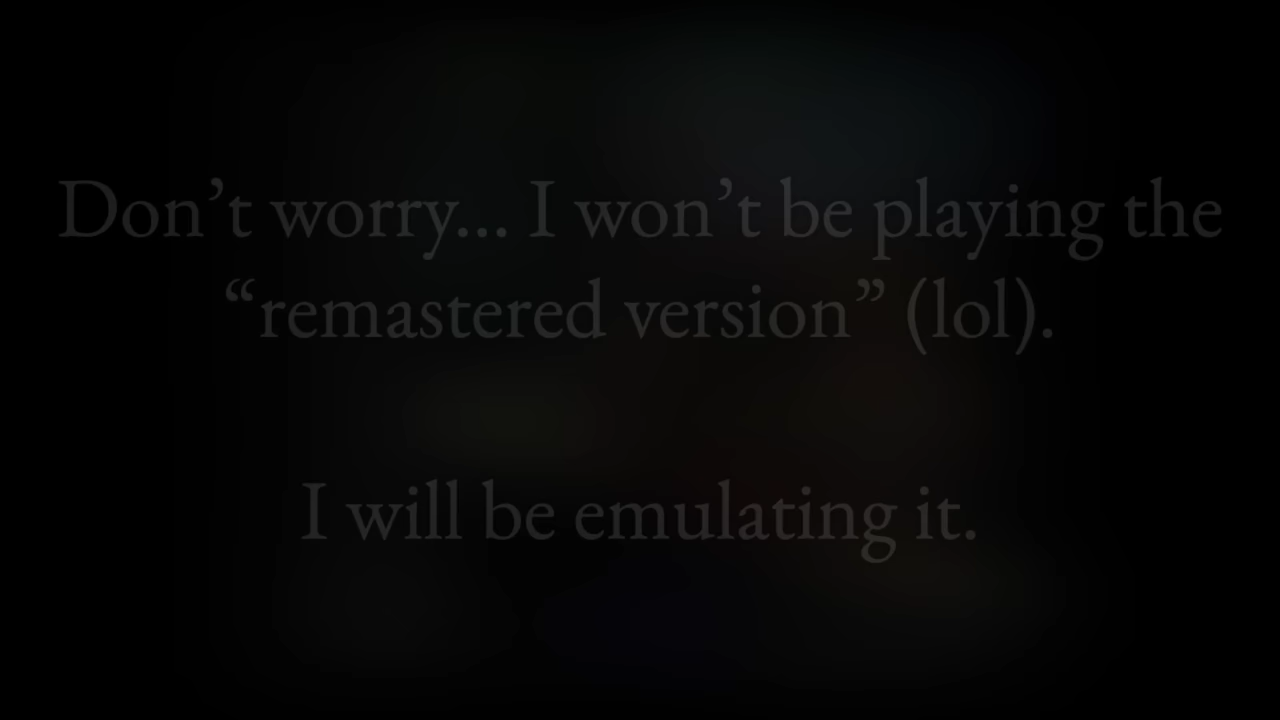 Don’t worry... I won’t be playing the
“remastered version” (lol).
I will be emulating it.